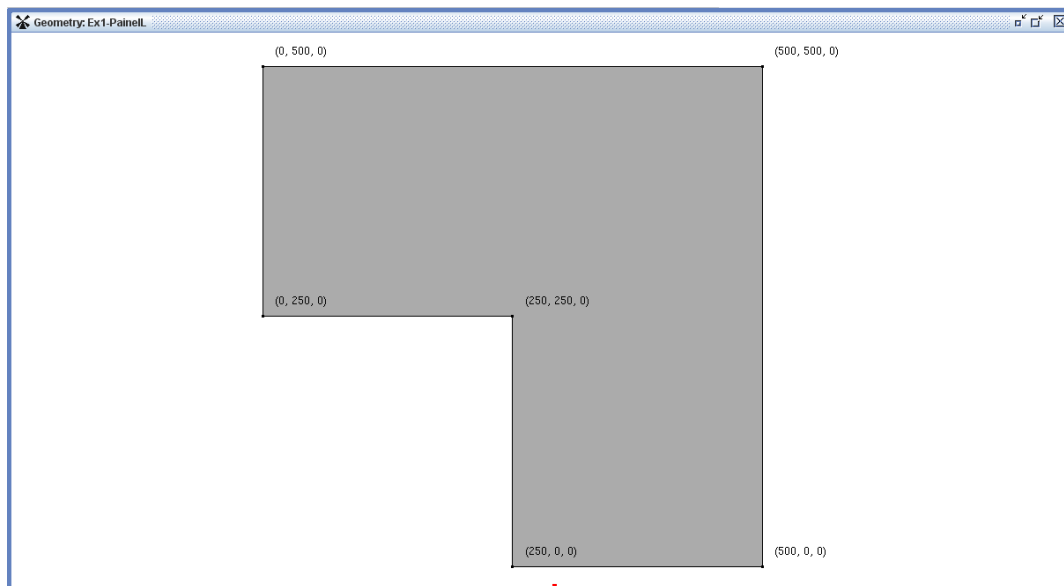 Geometry: Ex1-PainelL
(0, 500, 0)
(500, 500, 0)
(0, 250, 0)
(250, 250, 0)
(250, 0, 0)
(500, 0, 0)